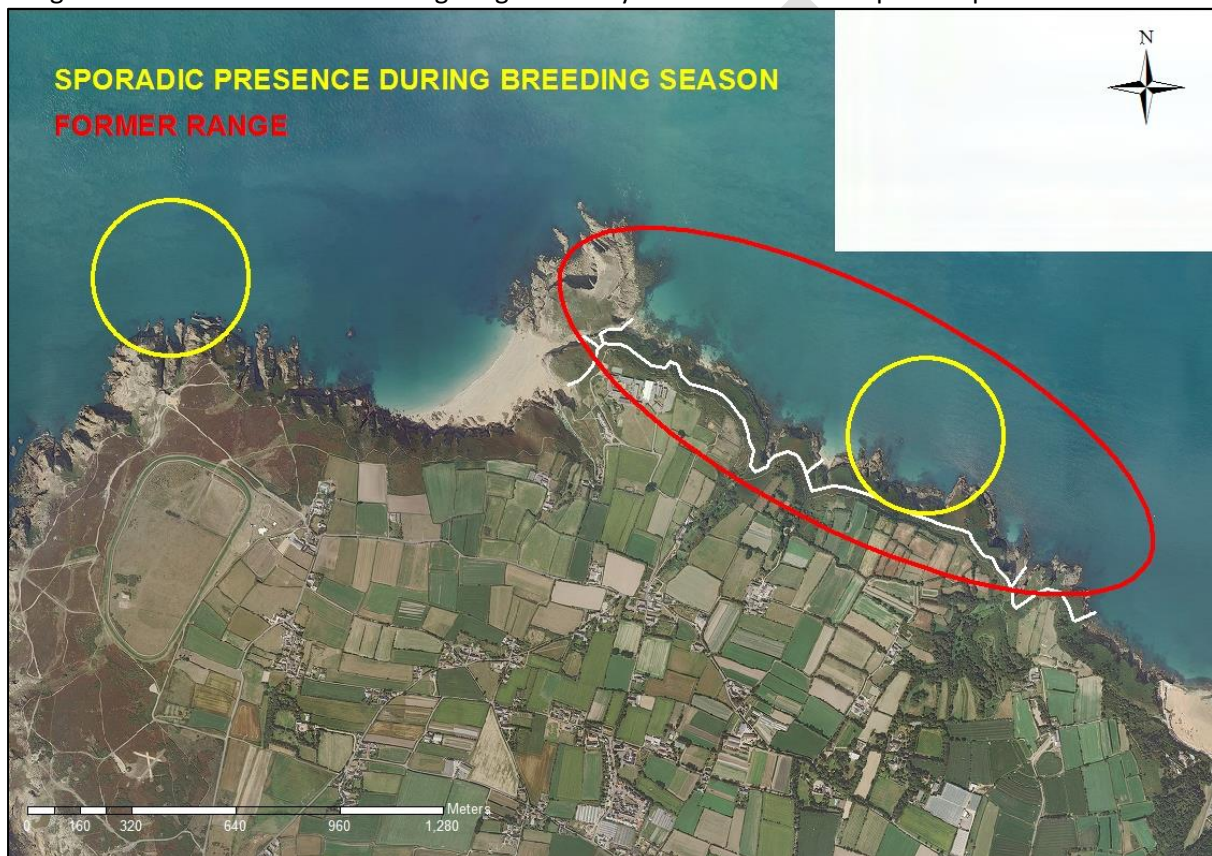 SPORADIC PRESENCE DURING BREEDING SEASON
FORMER RANGE
N
Meters
0 160 320 640 960 1,280